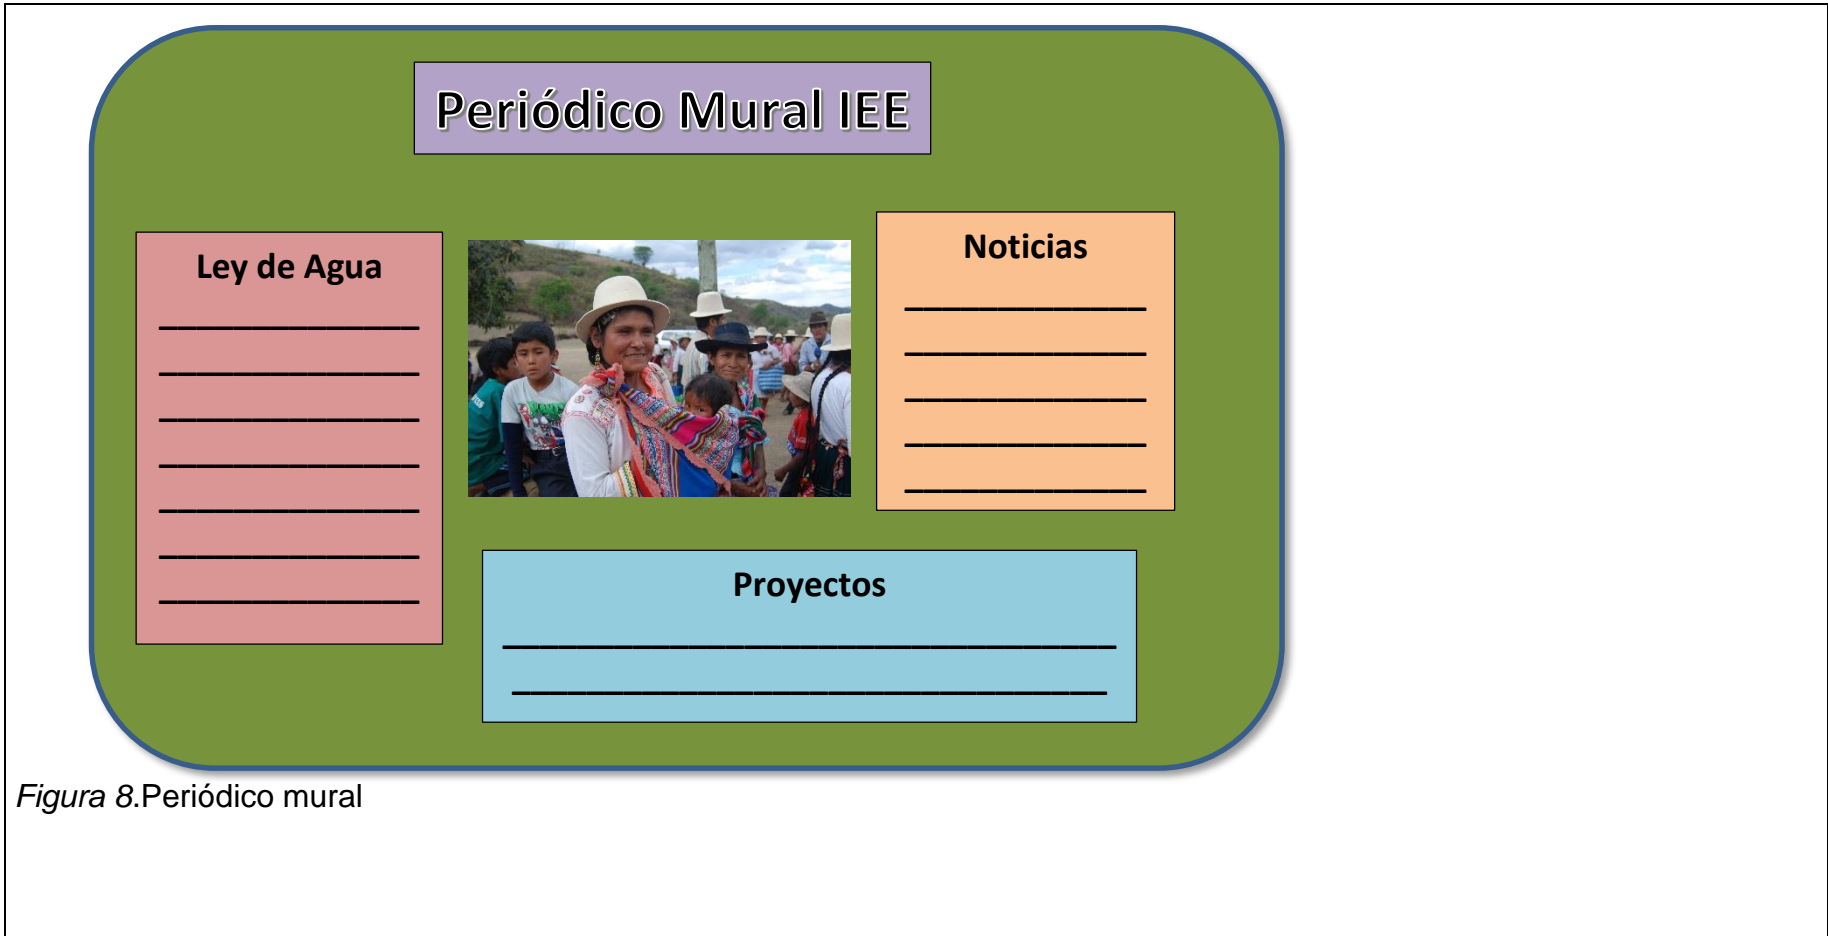 Periódico Mural IEE
Ley de Agua
Noticias
Proyectos
Figura 8.Periódico mural